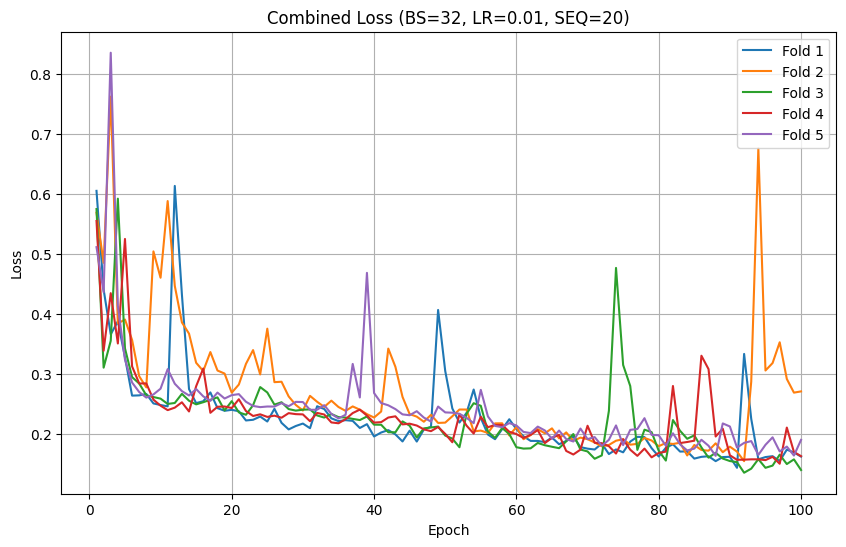 Combined Loss (BS=32, LR=0.01, SEQ=20)
Fold 1
Fold 2
Fold 3
Fold 4
Fold 5
Loss
0.8
0.7
0.6
0.5
0.4
0.3
0.2
0
20
40
60
80
100
Epoch